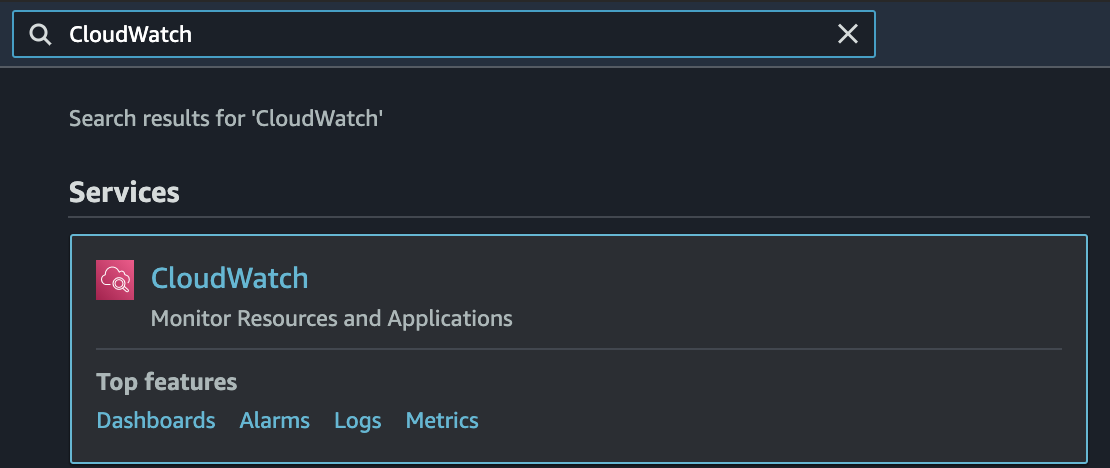 CloudWatch
Search results for 'CloudWatch'
Services
CloudWatch
Monitor Resources and Applications
Top features
Dashboards Alarms Logs Metrics